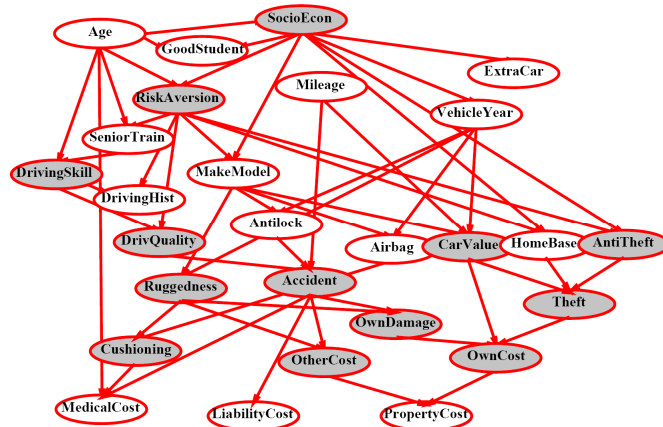 SocioEcon
Age
GoodStudent
ExtraCar
Mileage
RiskAversion
VehicleYear
SeniorTrain
DrivingSkill
MakeModel
DrivingHist
Antilock
DrivQuality
Airbag
CarValue
HomeBase
AntiTheft
Ruggedness
Accident
Theft
OwnDamage
Cushioning
OtherCost
OwnCost
MedicalCost
LiabilityCost
PropertyCost